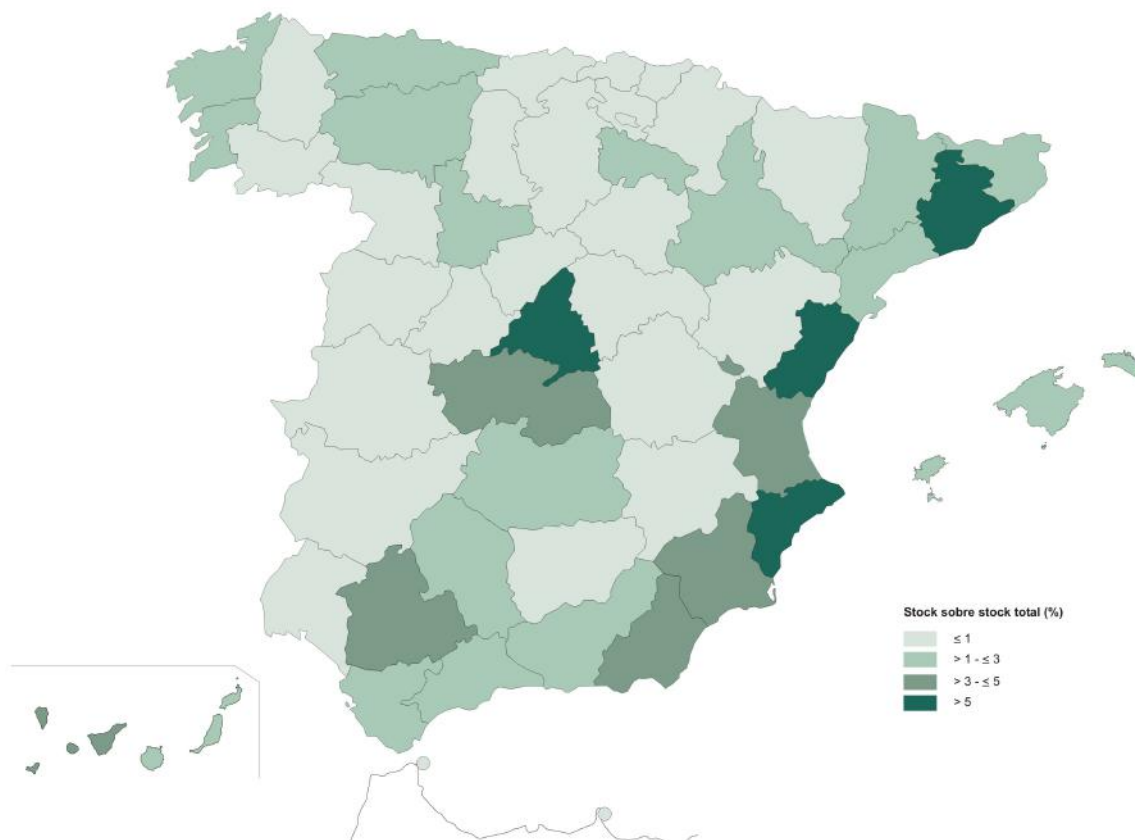 Stock sobre stock total (%)
≤ 1
> 1 - ≤ 3
> 3 - ≤ 5
> 5